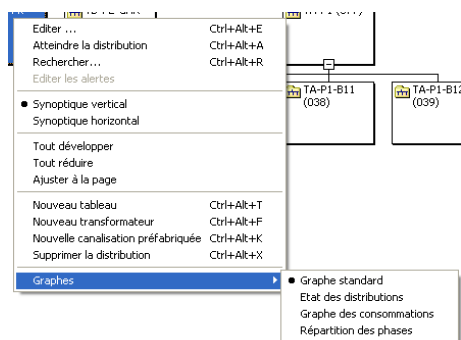 Editer ... Ctrl+Alt+E
Atteindre la distribution Ctrl+Alt+A
Rechercher... Ctrl+Alt+R
Editer les alertes
Synoptique vertical
Synoptique horizontal
Tout développer
Tout réduire
Ajuster à la page
Nouveau tableau Ctrl+Alt+T
Nouveau transformateur Ctrl+Alt+F
Nouvelle canalisation préfabriquée Ctrl+Alt+K
Supprimer la distribution Ctrl+Alt+X
Graphes
Graphe standard
Etat des distributions
Graphe des consommations
Répartition des phases
TA-P1-B11
(038)
TA-P1-B12
(039)